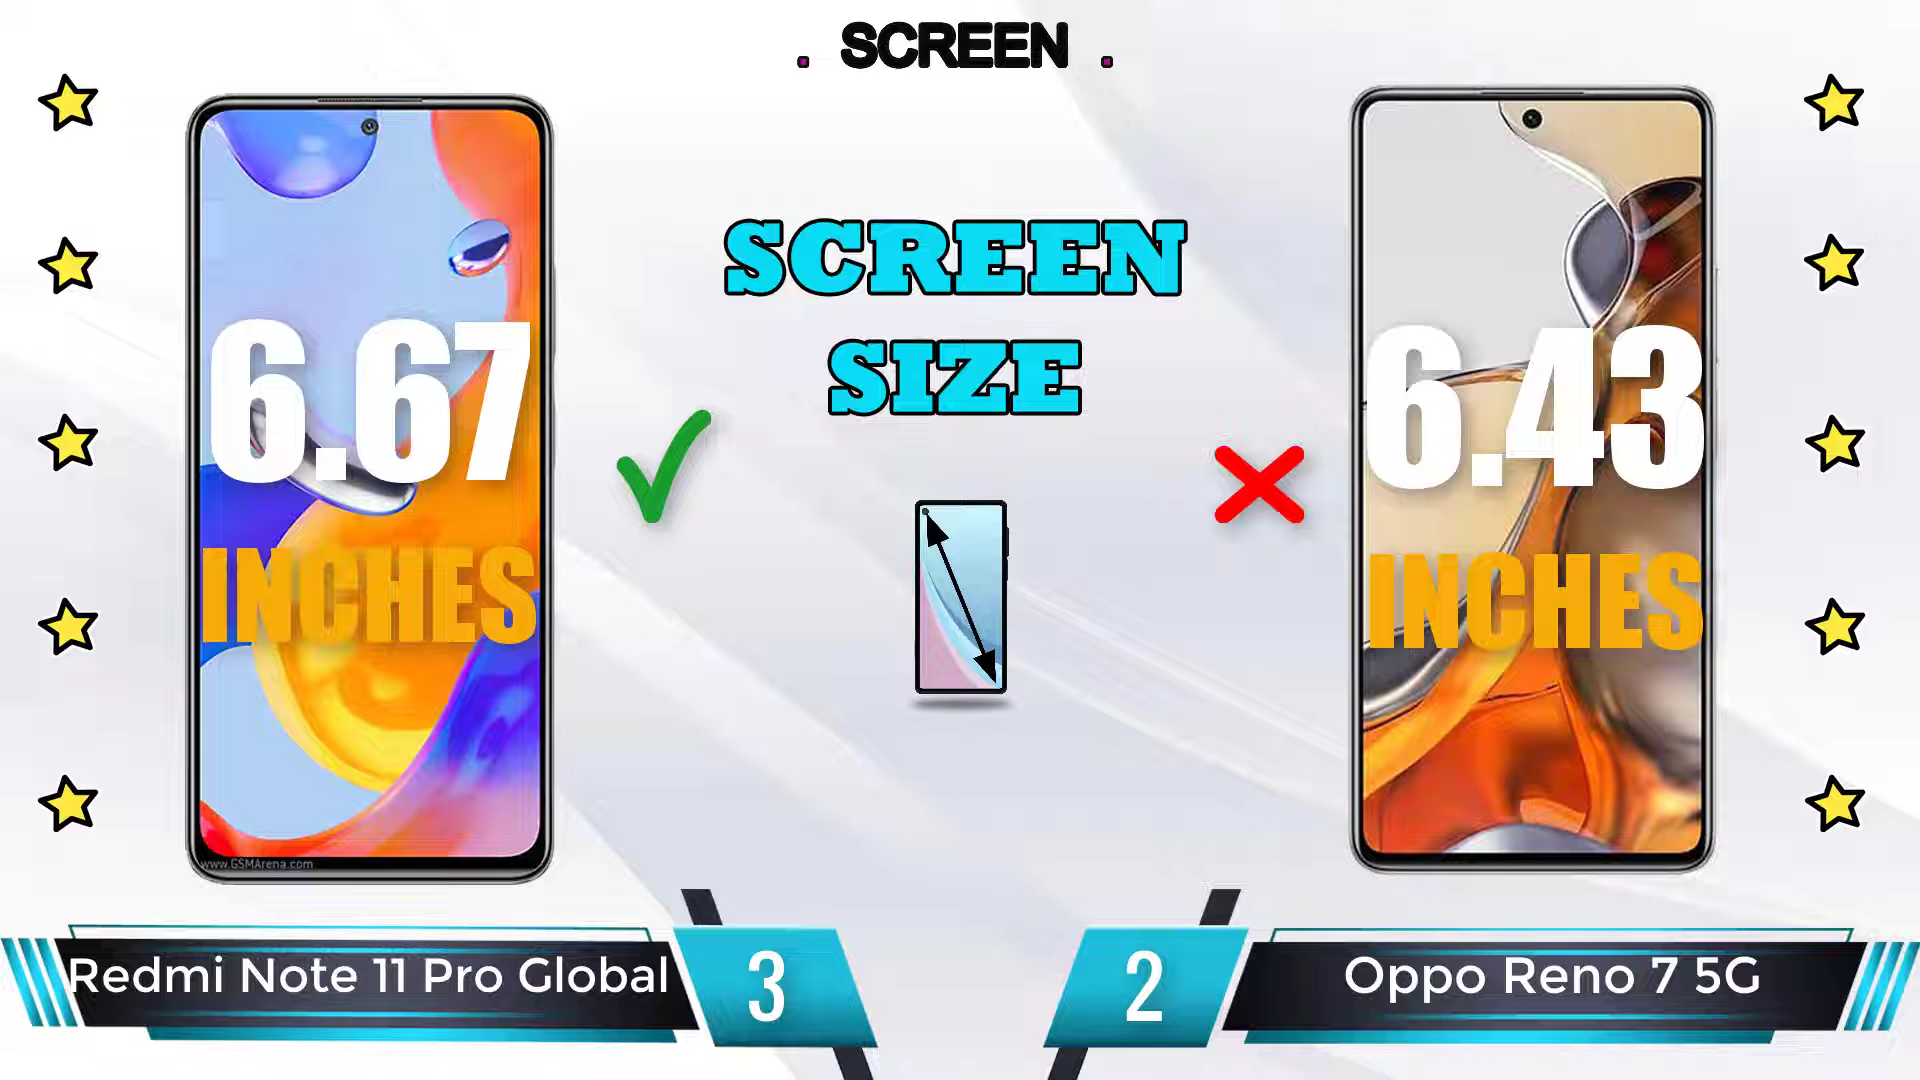 . SCREEN .
SCREEN
SIZE
6.67
INCHES
6.43
INCHES
www.GSMArena.com
Redmi Note 11 Pro Global
3
2
Oppo Reno 7 5G